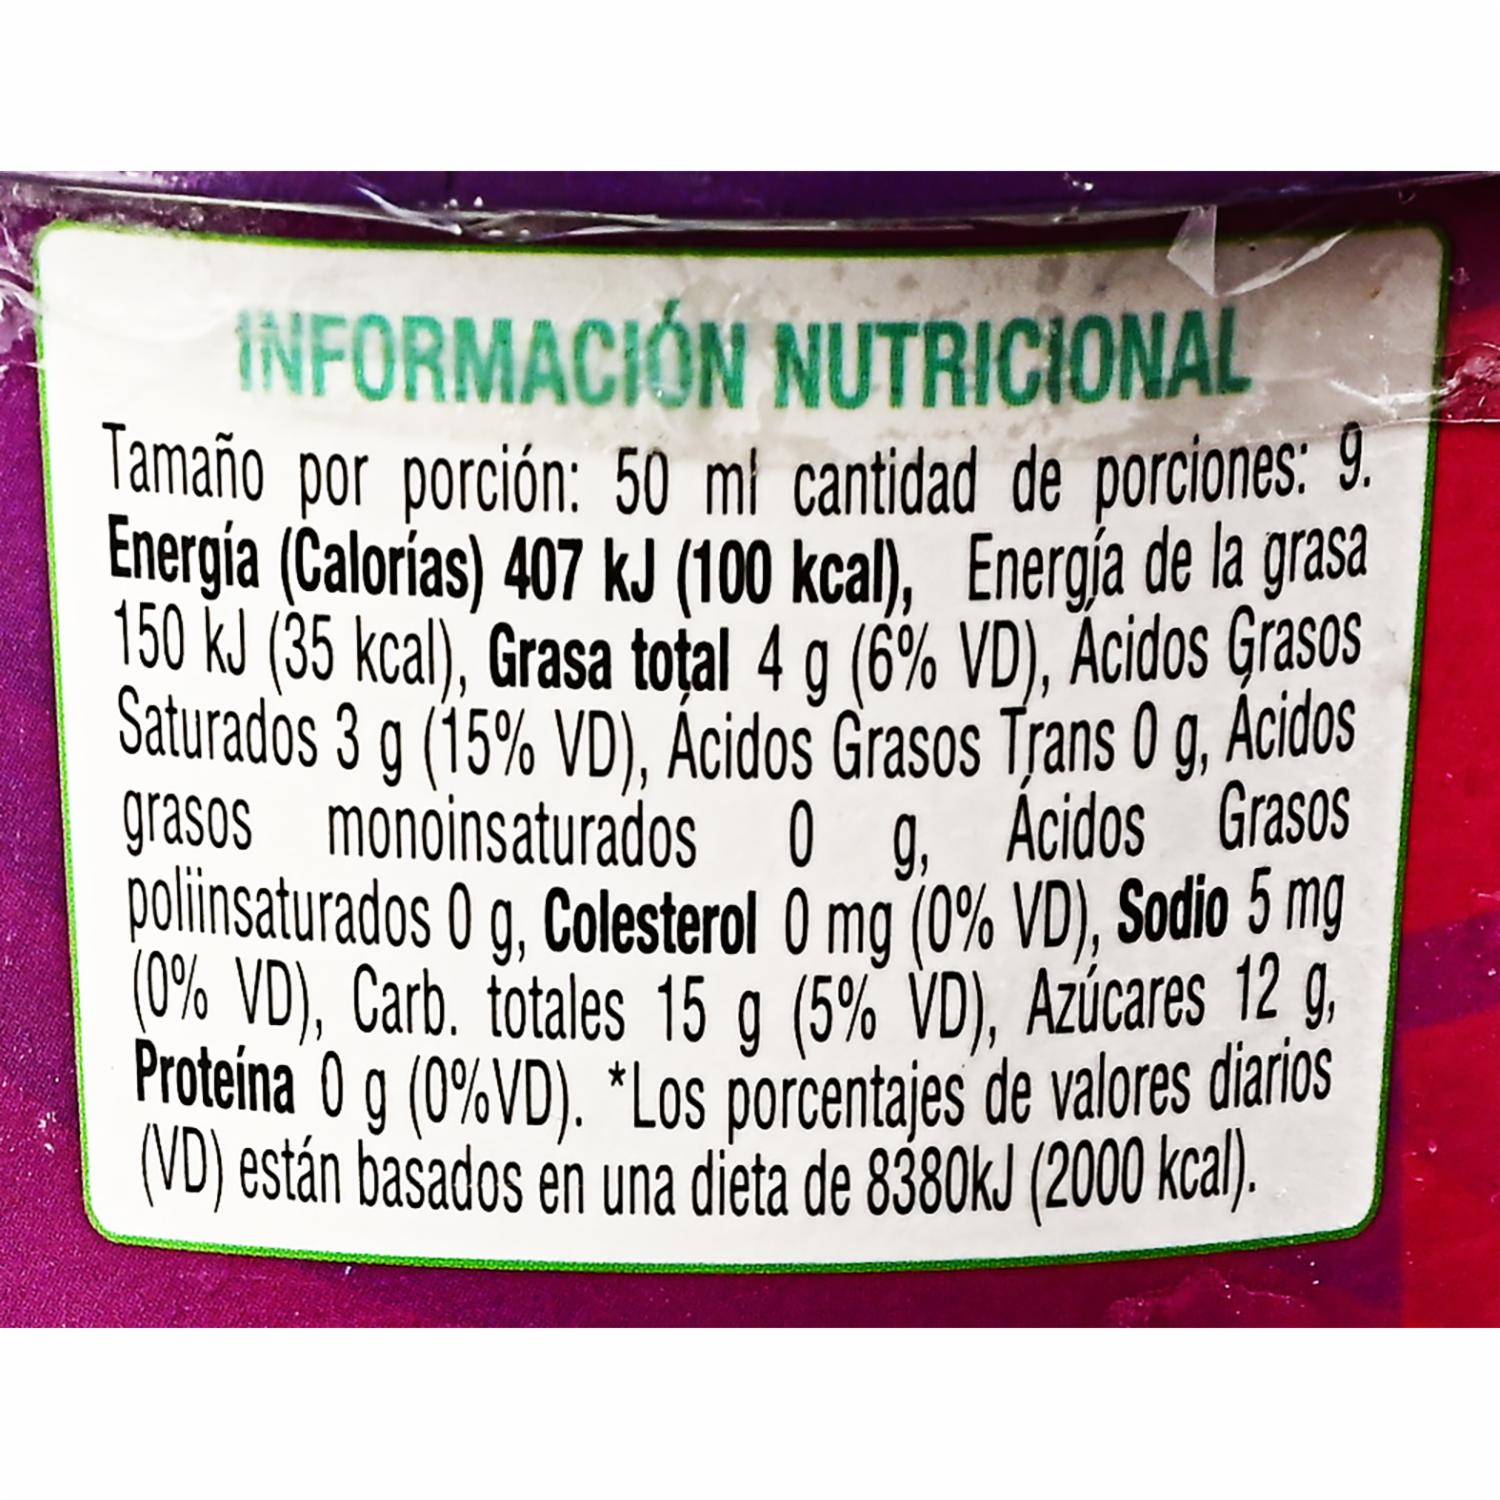 INFORMACIÓN NUTRICIONAL
Tamaño por porción: 50 ml cantidad de porciones: 9.
Energía (Calorías) 407 kJ (100 kcal), Energía de la grasa
150 kJ (35 kcal), Grasa total 4 g (6% VD), Ácidos Grasos
Saturados 3 g (15% VD), Ácidos Grasos Trans 0 g, Ácidos
grasos monoinsaturados 0 g, Ácidos Grasos
poliinsaturados 0 g, Colesterol 0 mg (0% VD), Sodio 5 mg
(0% VD), Carb. totales 15 g (5% VD), Azúcares 12 g,
Proteína 0 g (0%VD). *Los porcentajes de valores diarios
(VD) están basados en una dieta de 8380kJ (2000 kcal).